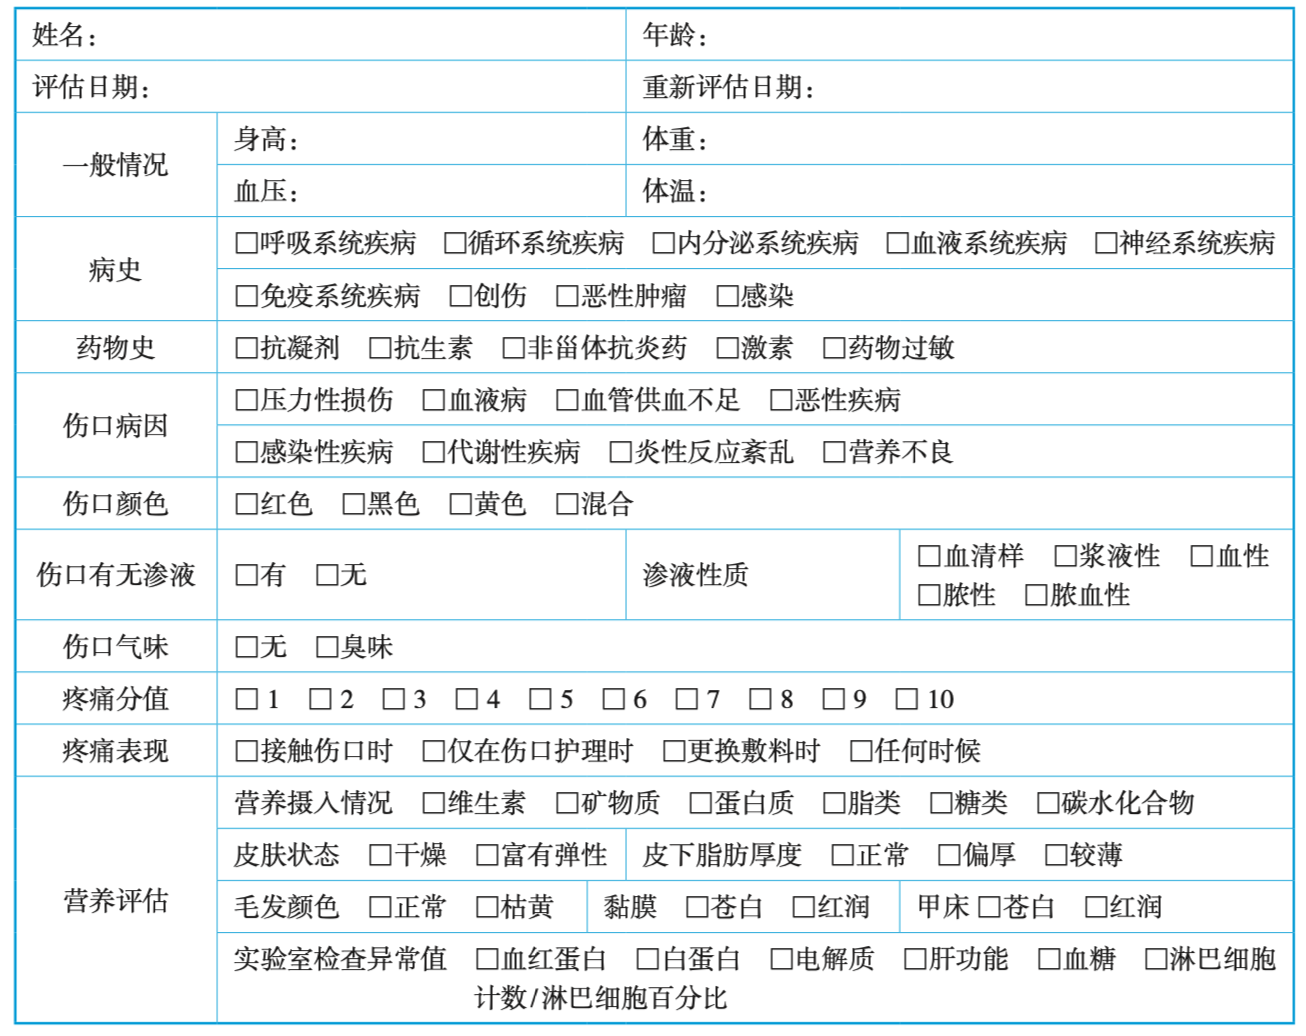 姓名： 年龄：
评估日期： 重新评估日期：
一般情况 身高： 体重：
血压： 体温：
病史 □呼吸系统疾病 □循环系统疾病 □内分泌系统疾病 □血液系统疾病 □神经系统疾病
□免疫系统疾病 □创伤 □恶性肿瘤 □感染
药物史 □抗凝剂 □抗生素 □非甾体抗炎药 □激素 □药物过敏
伤口病因 □压力性损伤 □血液病 □血管供血不足 □恶性疾病
□感染性疾病 □代谢性疾病 □炎性反应紊乱 □营养不良
伤口颜色 □红色 □黑色 □黄色 □混合
伤口有无渗液 □有 □无 渗液性质 □血清样 □浆液性 □血性
□脓性 □脓血性
伤口气味 □无 □臭味
疼痛分值 □ 1 □ 2 □ 3 □ 4 □ 5 □ 6 □ 7 □ 8 □ 9 □ 10
疼痛表现 □接触伤口时 □仅在伤口护理时 □更换敷料时 □任何时候
营养评估 营养摄入情况 □维生素 □矿物质 □蛋白质 □脂类 □糖类 □碳水化合物
皮肤状态 □干燥 □富有弹性 皮下脂肪厚度 □正常 □偏厚 □较薄
毛发颜色 □正常 □枯黄 黏膜 □苍白 □红润 甲床 □苍白 □红润
实验室检查异常值 □血红蛋白 □白蛋白 □电解质 □肝功能 □血糖 □淋巴细胞
计数/淋巴细胞百分比